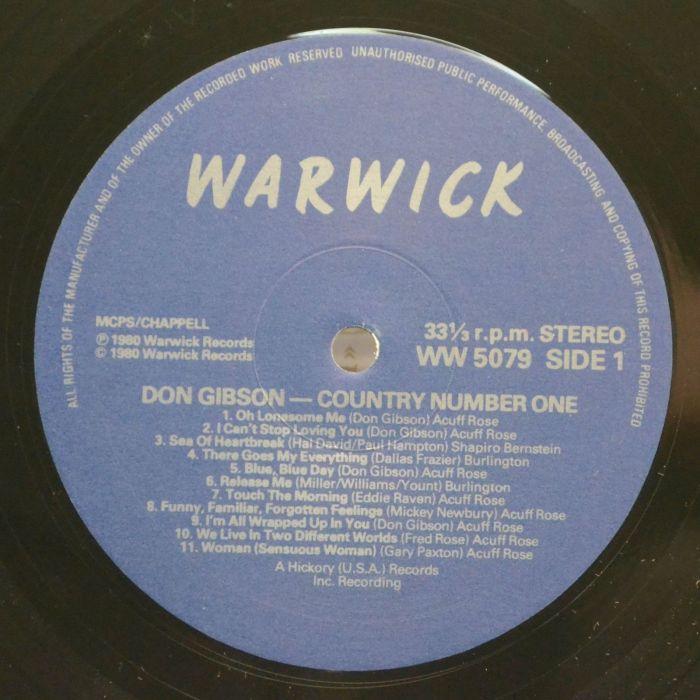 ALL RIGHTS OF THE MANUFACTURER AND OF THE OWNER OF THE RECORDED WORK RESERVED UNAUTHORISED PUBLIC PERFORMANCE, BROADCASTING AND COPYING OF THIS RECORD PROHIBITED
WARWICK
MCPS/CHAPPELL
℗ 1980 Warwick Records
© 1980 Warwick Records
33⅓ r.p.m. STEREO
WW 5079 SIDE 1
DON GIBSON — COUNTRY NUMBER ONE
1. Oh Lonesome Me (Don Gibson) Acuff Rose
2. I Can't Stop Loving You (Don Gibson) Acuff Rose
3. Sea Of Heartbreak (Hal David/Paul Hampton) Shapiro Bernstein
4. There Goes My Everything (Dallas Frazier) Burlington
5. Blue, Blue Day (Don Gibson) Acuff Rose
6. Release Me (Miller/Williams/Yount) Burlington
7. Touch The Morning (Eddie Raven) Acuff Rose
8. Funny, Familiar, Forgotten Feelings (Mickey Newbury) Acuff Rose
9. I'm All Wrapped Up In You (Don Gibson) Acuff Rose
10. We Live In Two Different Worlds (Fred Rose) Acuff Rose
11. Woman (Sensuous Woman) (Gary Paxton) Acuff Rose
A Hickory (U.S.A.) Records
Inc. Recording